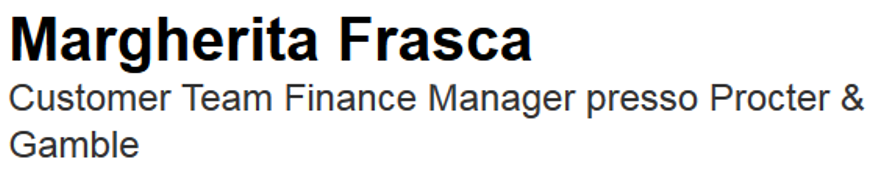 Margherita Frasca
Customer Team Finance Manager presso Procter &
Gamble